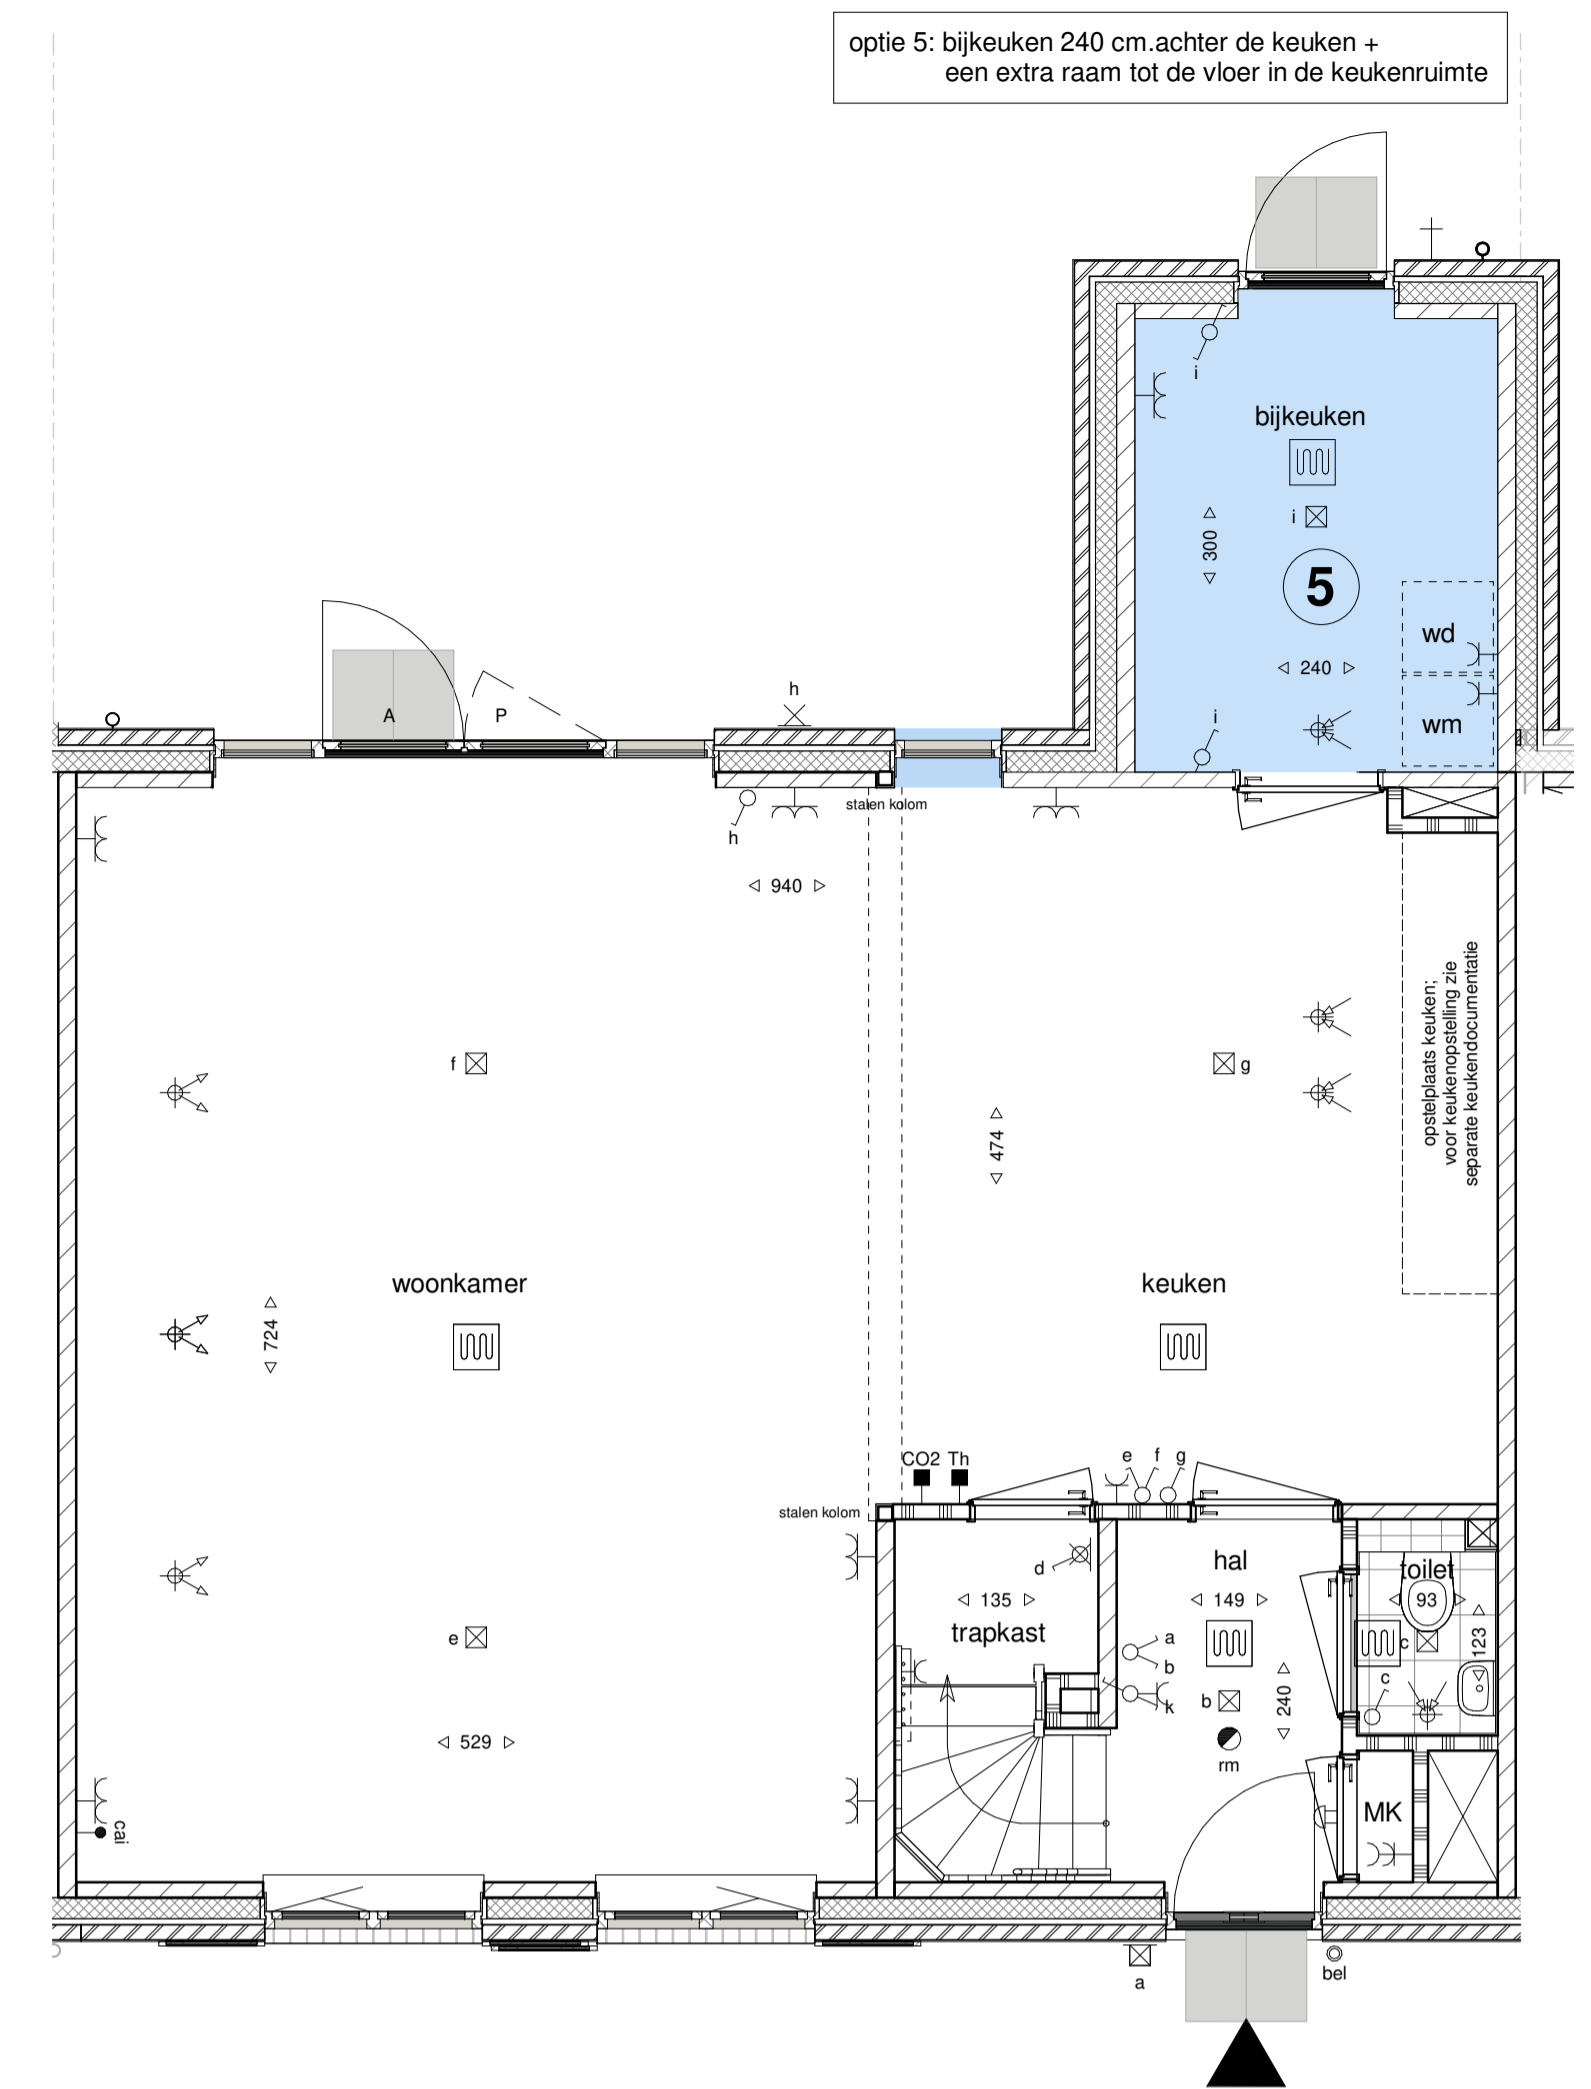 optie 5: bijkeuken 240 cm.achter de keuken +
een extra raam tot de vloer in de keukenruimte
i
bijkeuken
i
300
5
wd
240
wm
i
A
P
h
h
stalen kolom
940
opstelplaats keuken;
voor keukenopstelling zie
separate keukendocumentatie
f
g
474
woonkamer
keuken
724
CO2
Th
e
f
g
stalen kolom
d
hal
toilet
135
149
93
trapkast
a
c
123
e
b
c
k
b
240
529
rm
MK
cai
a
bel